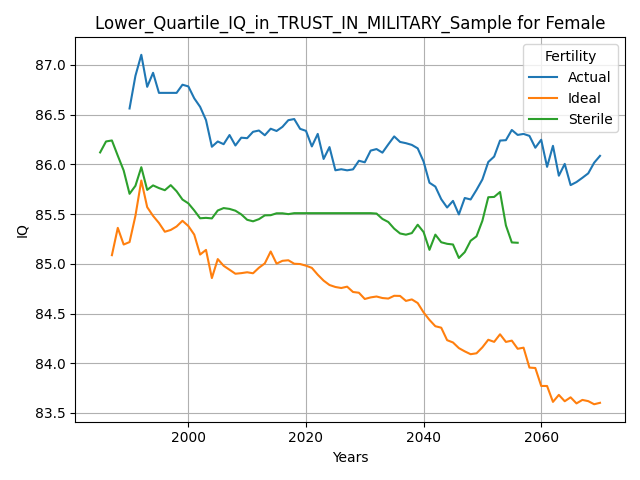 Lower_Quartile_IQ_in_TRUST_IN_MILITARY_Sample for Female
Fertility
Actual
Ideal
Sterile
87.0
86.5
86.0
85.5
85.0
84.5
84.0
83.5
IQ
2000
2020
2040
2060
Years